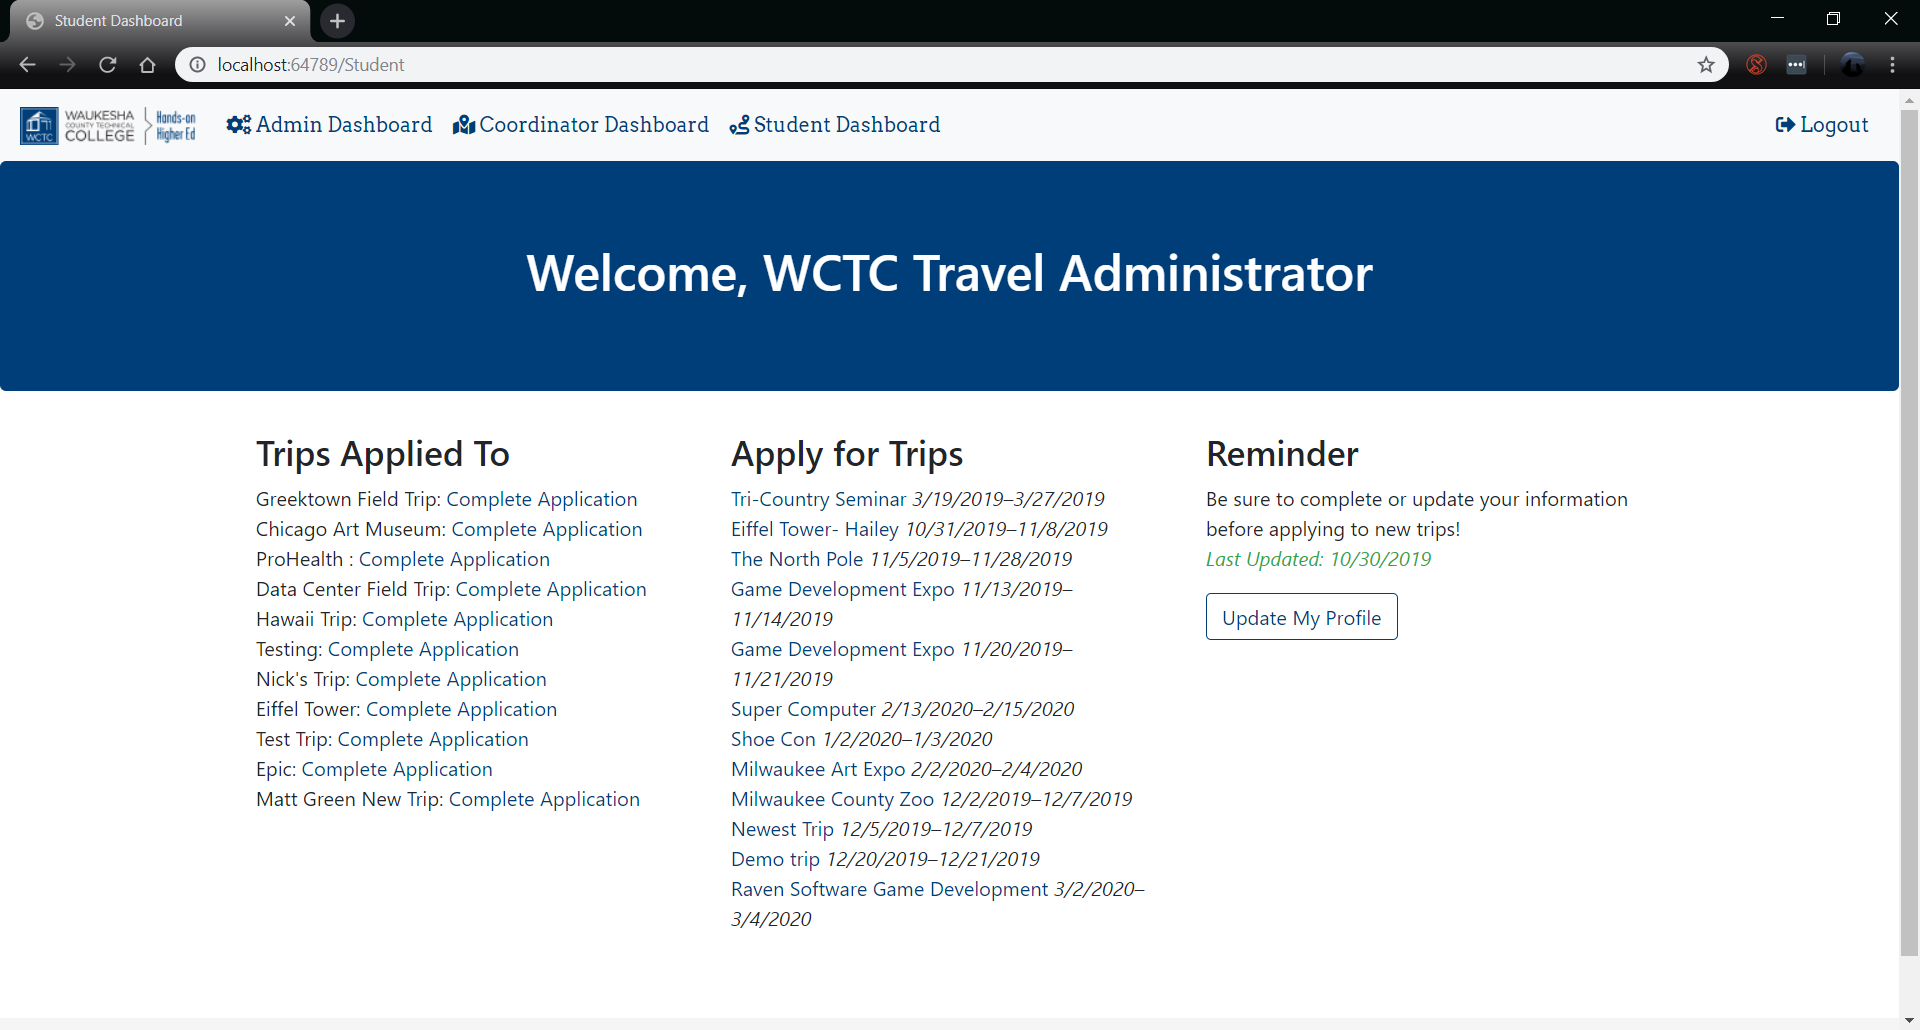 Student Dashboard
localhost:64789/Student
WCTC
WAUKESHA
COUNTY TECHNICAL
COLLEGE
Hands-on
Higher Ed
Admin Dashboard
Coordinator Dashboard
Student Dashboard
Logout
Welcome, WCTC Travel Administrator
Trips Applied To
Greektown Field Trip: Complete Application
Chicago Art Museum: Complete Application
ProHealth : Complete Application
Data Center Field Trip: Complete Application
Hawaii Trip: Complete Application
Testing: Complete Application
Nick's Trip: Complete Application
Eiffel Tower: Complete Application
Test Trip: Complete Application
Epic: Complete Application
Matt Green New Trip: Complete Application
Apply for Trips
Tri-Country Seminar 3/19/2019–3/27/2019
Eiffel Tower- Hailey 10/31/2019–11/8/2019
The North Pole 11/5/2019–11/28/2019
Game Development Expo 11/13/2019–
11/14/2019
Game Development Expo 11/20/2019–
11/21/2019
Super Computer 2/13/2020–2/15/2020
Shoe Con 1/2/2020–1/3/2020
Milwaukee Art Expo 2/2/2020–2/4/2020
Milwaukee County Zoo 12/2/2019–12/7/2019
Newest Trip 12/5/2019–12/7/2019
Demo trip 12/20/2019–12/21/2019
Raven Software Game Development 3/2/2020–
3/4/2020
Reminder
Be sure to complete or update your information
before applying to new trips!
Last Updated: 10/30/2019
Update My Profile